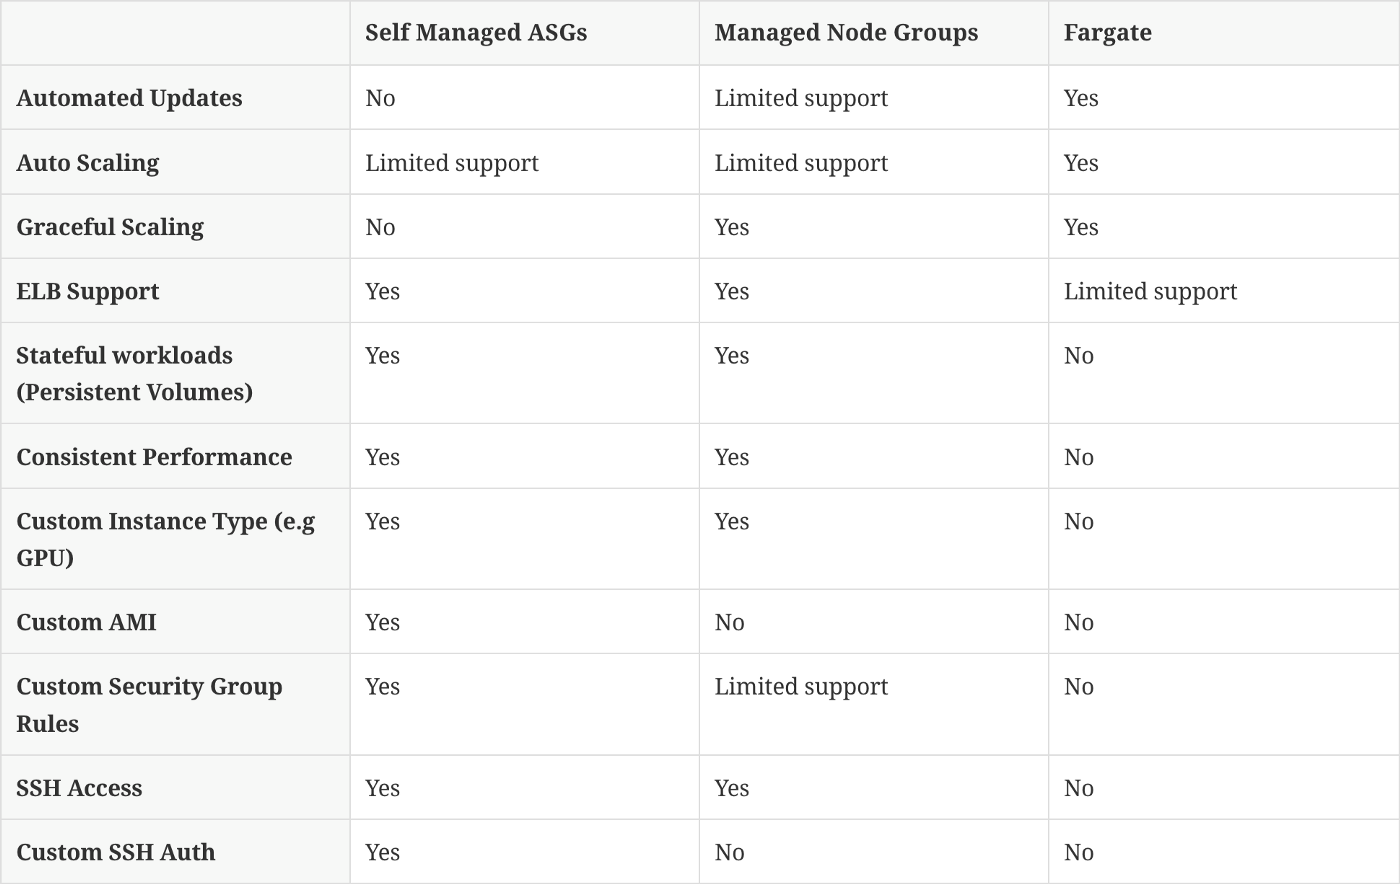 Self Managed ASGs Managed Node Groups Fargate
Automated Updates No Limited support Yes
Auto Scaling Limited support Limited support Yes
Graceful Scaling No Yes Yes
ELB Support Yes Yes Limited support
Stateful workloads Yes Yes No
(Persistent Volumes)
Consistent Performance Yes Yes No
Custom Instance Type (e.g Yes Yes No
GPU)
Custom AMI Yes No No
Custom Security Group Yes Limited support No
Rules
SSH Access Yes Yes No
Custom SSH Auth Yes No No